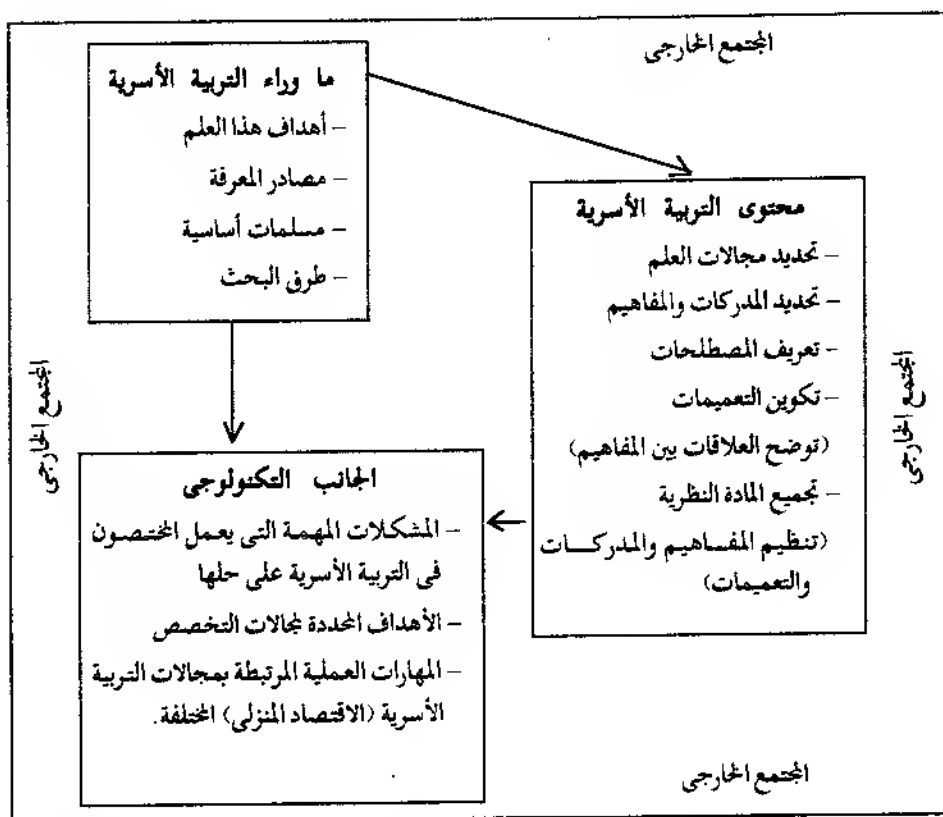 المجتمع الخارجى
ما وراء التربية الأسرية
– أهداف هذا العلم
– مصادر المعرفة
– مسلمات أساسية
– طرق البحث
محتوى التربية الأسرية
– تحديد مجالات العلم
– تحديد المدركات والمفاهيم
– تعريف المصطلحات
– تكوين التعميمات
(توضح العلاقات بين المفاهيم)
– تجميع المادة النظرية
(تنظيم المفاهيم والمدركات
والتعميمات)
المجتمع الخارجى
المجتمع الخارجى
الجانب التكنولوجى
– المشكلات المهمة التى يعمل المختصون
فى التربية الأسرية على حلها
– الأهداف المحددة لمجالات التخصص
– المهارات العملية المرتبطة بمجالات التربية
الأسرية (الاقتصاد المنزلى) المختلفة.
المجتمع الخارجى